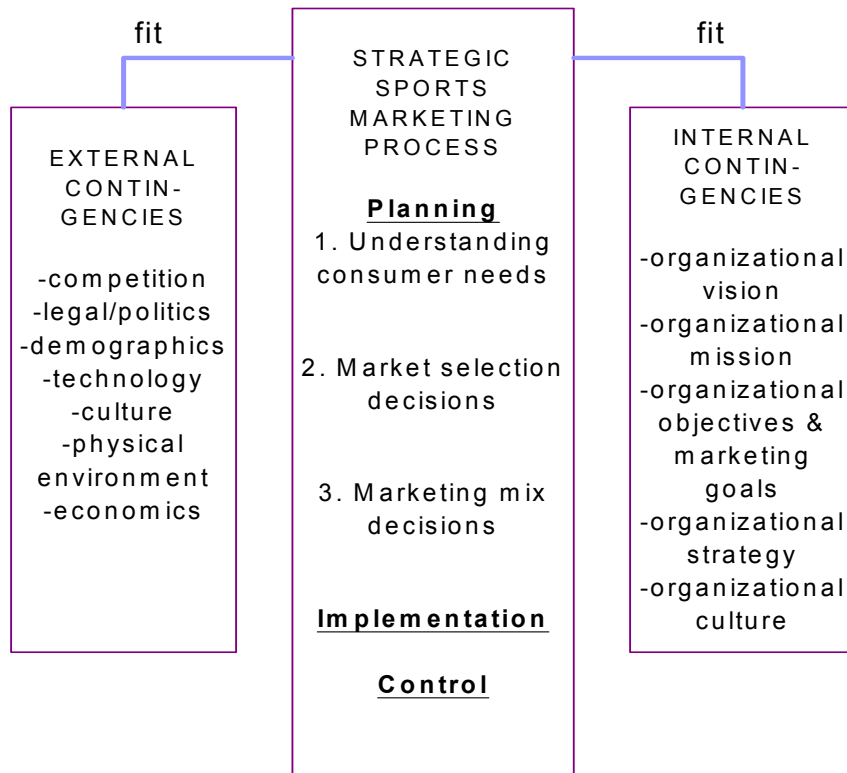 fit
fit
STRATEGIC
SPORTS
MARKETING
PROCESS
Planning
1. Understanding
consumer needs
2. Market selection
decisions
3. Marketing mix
decisions
Implementation
Control
EXTERNAL
CONTIN-
GENCIES
-competition
-legal/politics
-demographics
-technology
-culture
-physical
environment
-economics
INTERNAL
CONTIN-
GENCIES
-organizational
vision
-organizational
mission
-organizational
objectives &
marketing
goals
-organizational
strategy
-organizational
culture